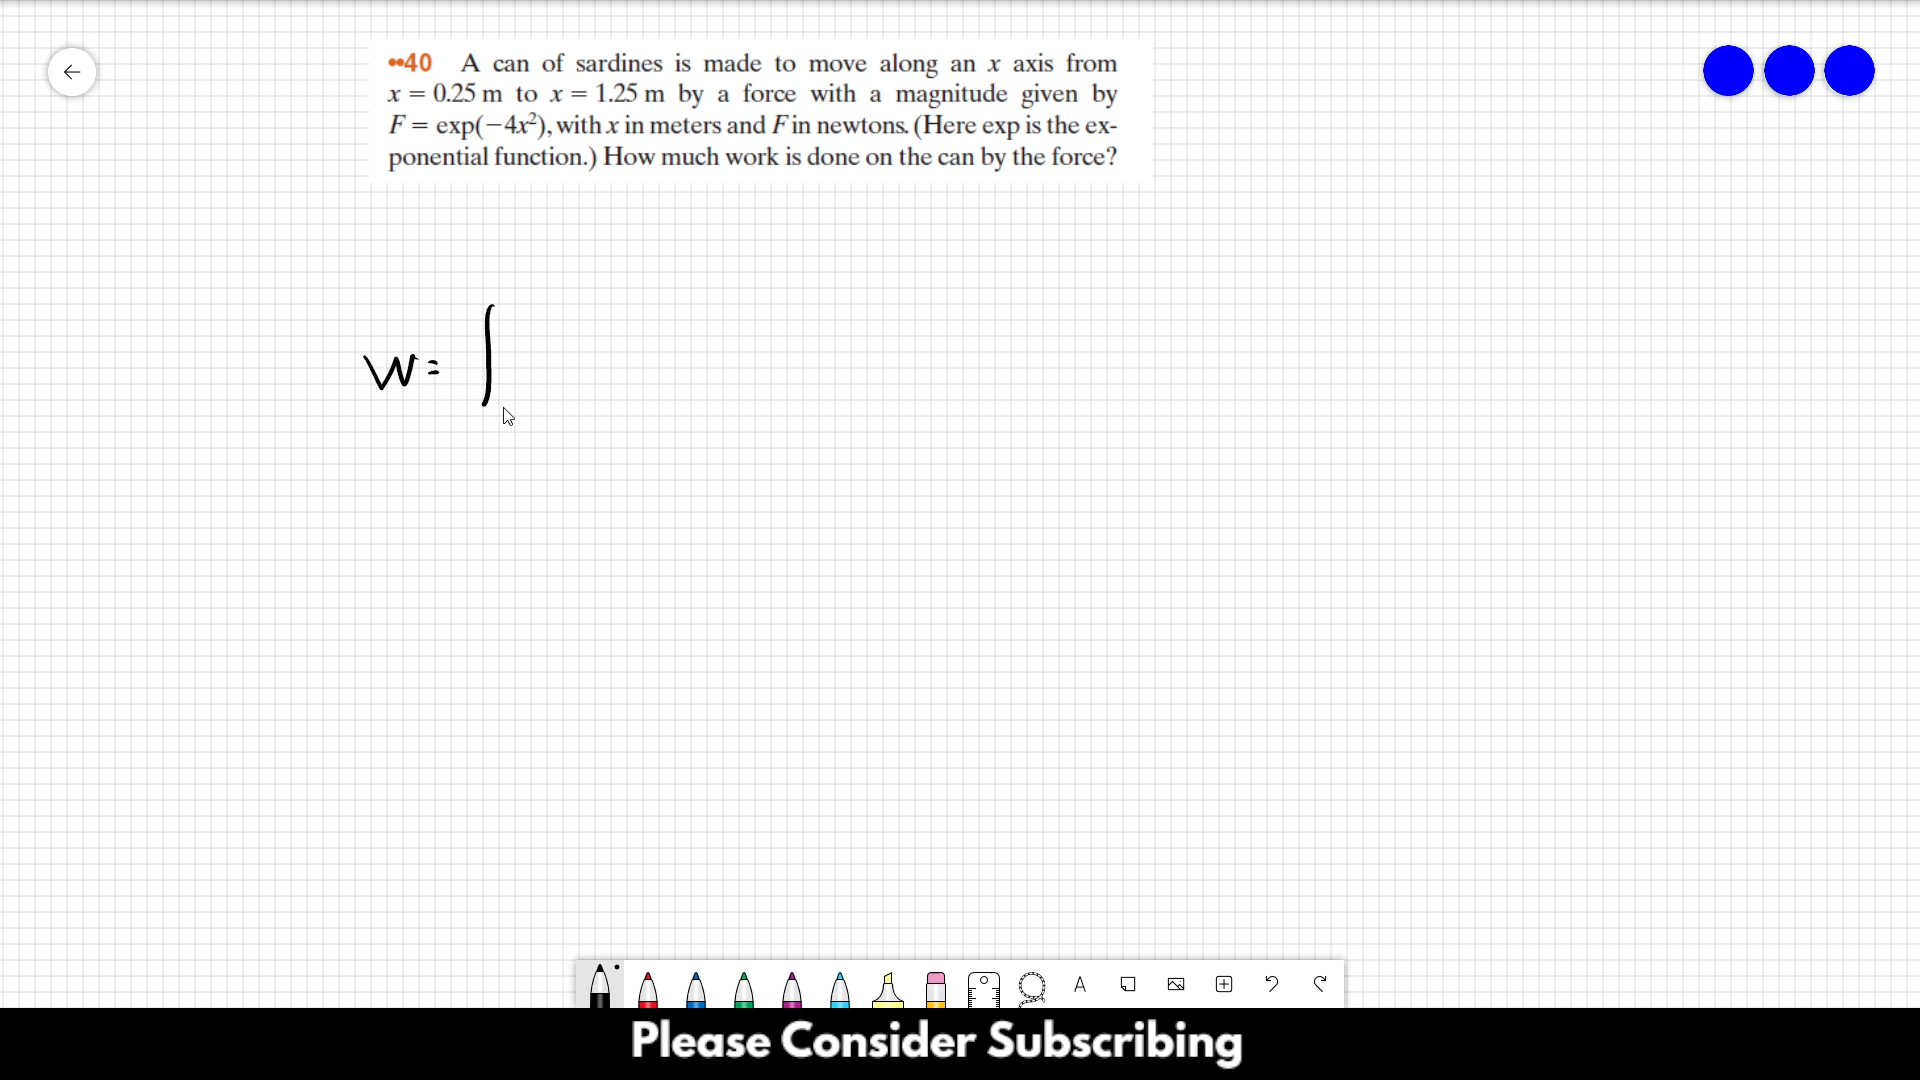 ••40 A can of sardines is made to move along an x axis from
x = 0.25 m to x = 1.25 m by a force with a magnitude given by
F = exp(−4x²), with x in meters and F in newtons. (Here exp is the ex-
ponential function.) How much work is done on the can by the force?
W = ∫
A
Please Consider Subscribing